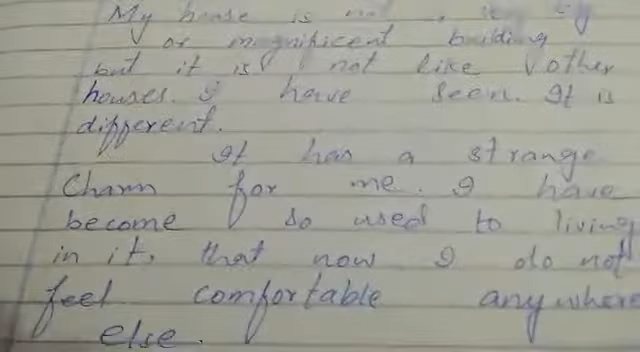 My house is not
or magnificent building
but it is not like other
houses. I have seen. It is
different.
It has a strange
Charm for me. I have
become so used to living
in it, that now I do not
feel comfortable anywhere
else.